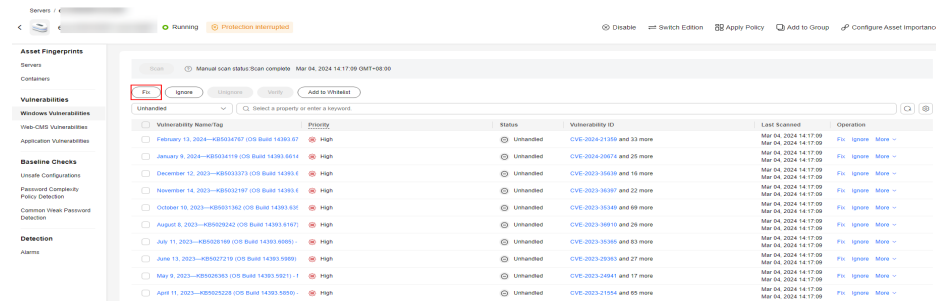 Servers / e
Running Protection interrupted
Disable Switch Edition Apply Policy Add to Group Configure Asset Importance
Asset Fingerprints
Servers
Containers
Vulnerabilities
Windows Vulnerabilities
Web-CMS Vulnerabilities
Application Vulnerabilities
Baseline Checks
Unsafe Configurations
Password Complexity
Policy Detection
Common Weak Password
Detection
Detection
Alarms
Scan Manual scan status:Scan complete Mar 04, 2024 14:17:09 GMT+08:00
Fix Ignore Unignore Verify Add to Whitelist
Unhandled Select a property or enter a keyword.
Vulnerability Name/Tag Priority Status Vulnerability ID Last Scanned Operation
February 13, 2024—KB5034767 (OS Build 14393.67 High Unhandled CVE-2024-21359 and 33 more Mar 04, 2024 14:17:09 Fix Ignore More
Mar 04, 2024 14:17:09
January 9, 2024—KB5034119 (OS Build 14393.6614 High Unhandled CVE-2024-20674 and 25 more Mar 04, 2024 14:17:09 Fix Ignore More
Mar 04, 2024 14:17:09
December 12, 2023—KB5033373 (OS Build 14393.6 High Unhandled CVE-2023-35639 and 16 more Mar 04, 2024 14:17:09 Fix Ignore More
Mar 04, 2024 14:17:09
November 14, 2023—KB5032197 (OS Build 14393.6 High Unhandled CVE-2023-36397 and 22 more Mar 04, 2024 14:17:09 Fix Ignore More
Mar 04, 2024 14:17:09
October 10, 2023—KB5031362 (OS Build 14393.635 High Unhandled CVE-2023-35349 and 69 more Mar 04, 2024 14:17:09 Fix Ignore More
Mar 04, 2024 14:17:09
August 8, 2023—KB5029242 (OS Build 14393.6167) High Unhandled CVE-2023-36910 and 26 more Mar 04, 2024 14:17:09 Fix Ignore More
Mar 04, 2024 14:17:09
July 11, 2023—KB5028169 (OS Build 14393.6085) - High Unhandled CVE-2023-35365 and 83 more Mar 04, 2024 14:17:09 Fix Ignore More
Mar 04, 2024 14:17:09
June 13, 2023—KB5027219 (OS Build 14393.5989) High Unhandled CVE-2023-29363 and 27 more Mar 04, 2024 14:17:09 Fix Ignore More
Mar 04, 2024 14:17:09
May 9, 2023—KB5026363 (OS Build 14393.5921) - 1 High Unhandled CVE-2023-24941 and 17 more Mar 04, 2024 14:17:09 Fix Ignore More
Mar 04, 2024 14:17:09
April 11, 2023—KB5025228 (OS Build 14393.5850) - High Unhandled CVE-2023-21554 and 65 more Mar 04, 2024 14:17:09 Fix Ignore More
Mar 04, 2024 14:17:09